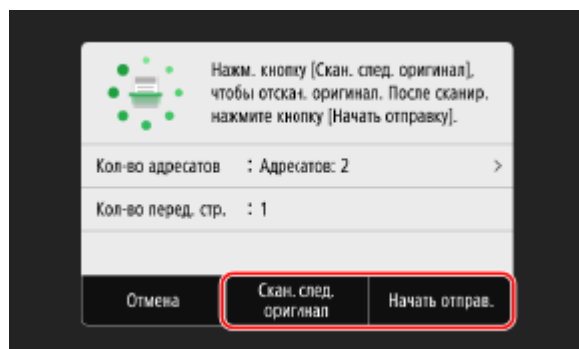 Нажм. кнопку [Скан. след. оригинал],
чтобы отскан. оригинал. После сканир.
нажмите кнопку [Начать отправку].
Кол-во адресатов : Адресатов: 2 >
Кол-во перед. стр. : 1
Отмена
Скан. след.
оригинал
Начать отправ.